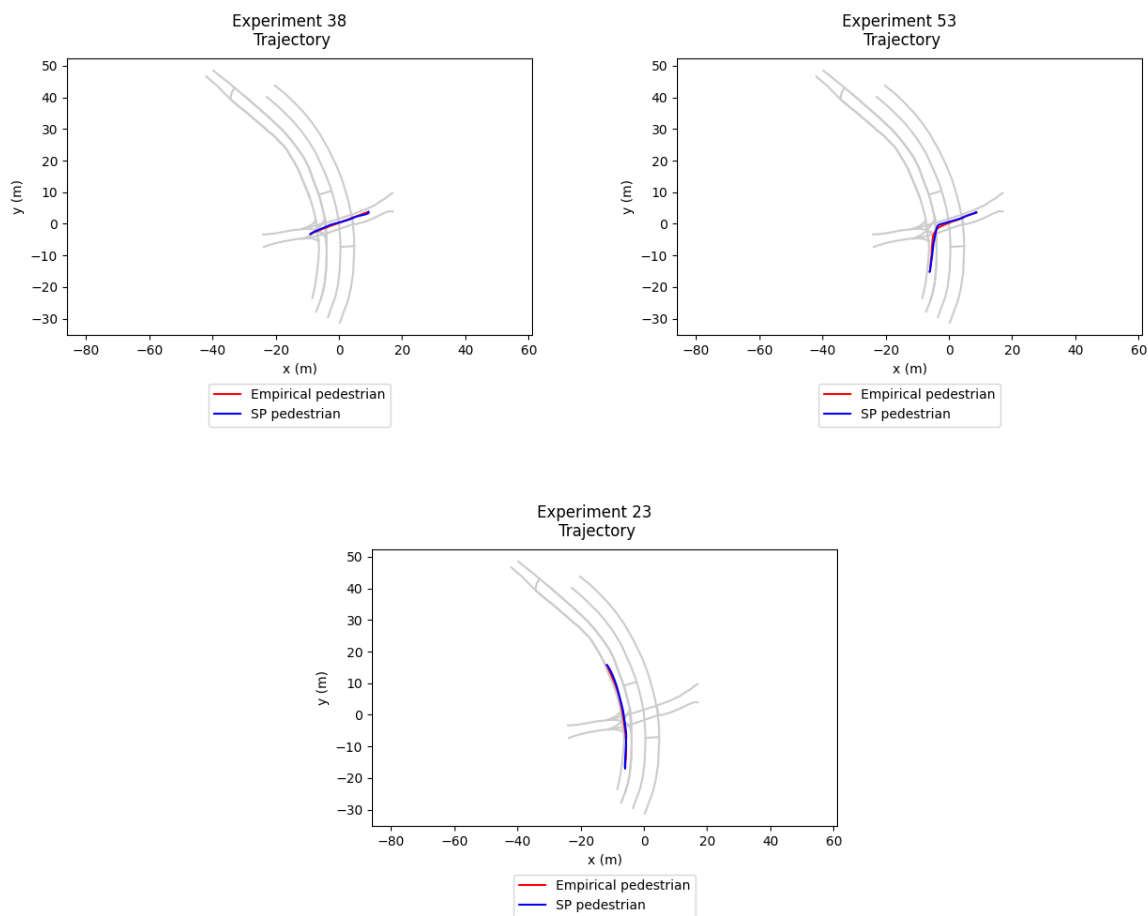 Experiment 38
Trajectory
50
40
30
20
10
0
−10
−20
−30
y (m)
−80 −60 −40 −20 0 20 40 60
x (m)
Empirical pedestrian
SP pedestrian
Experiment 53
Trajectory
50
40
30
20
10
0
−10
−20
−30
y (m)
−80 −60 −40 −20 0 20 40 60
x (m)
Empirical pedestrian
SP pedestrian
Experiment 23
Trajectory
50
40
30
20
10
0
−10
−20
−30
y (m)
−80 −60 −40 −20 0 20 40 60
x (m)
Empirical pedestrian
SP pedestrian